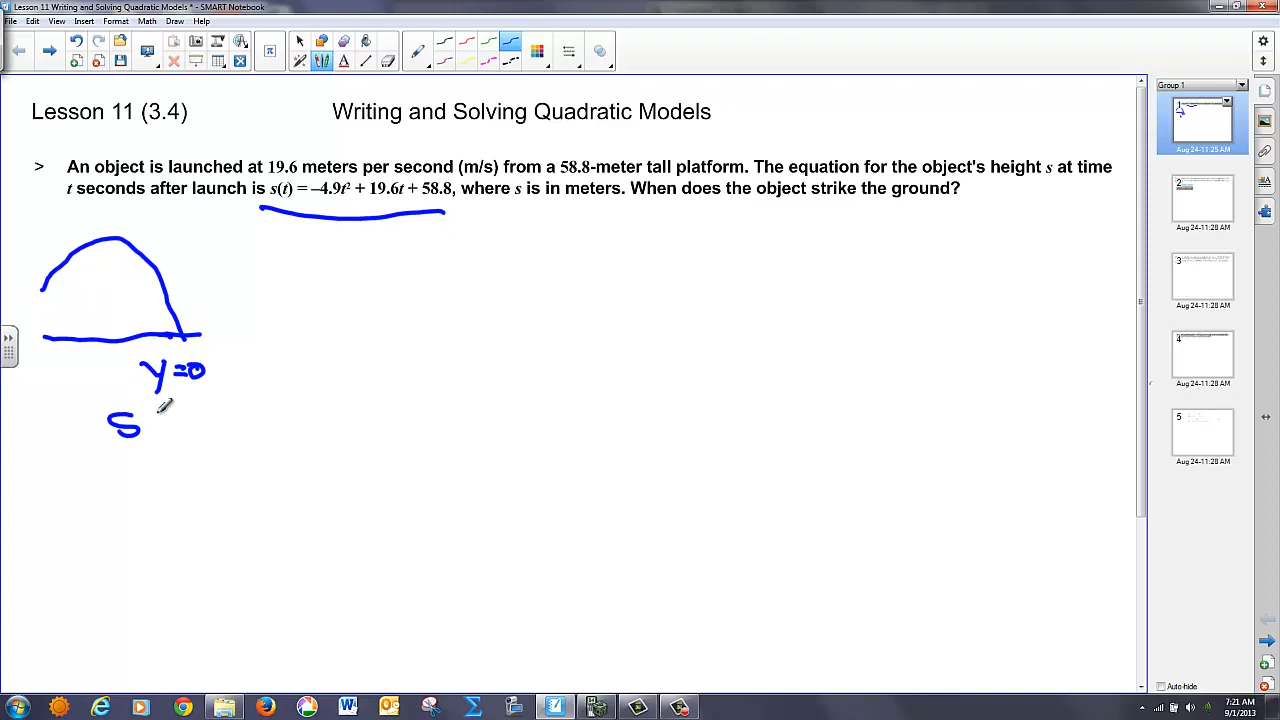 Lesson 11 Writing and Solving Quadratic Models * - SMART Notebook
File Edit View Insert Format Math Draw Help
Lesson 11 (3.4) Writing and Solving Quadratic Models
> An object is launched at 19.6 meters per second (m/s) from a 58.8-meter tall platform. The equation for the object's height s at time
t seconds after launch is s(t) = –4.9t² + 19.6t + 58.8, where s is in meters. When does the object strike the ground?
y = 0
S
Group 1
1
Aug 24-11:25 AM
2
Aug 24-11:28 AM
3
Aug 24-11:28 AM
4
Aug 24-11:28 AM
5
Aug 24-11:28 AM
Auto-hide
7:21 AM
9/1/2013